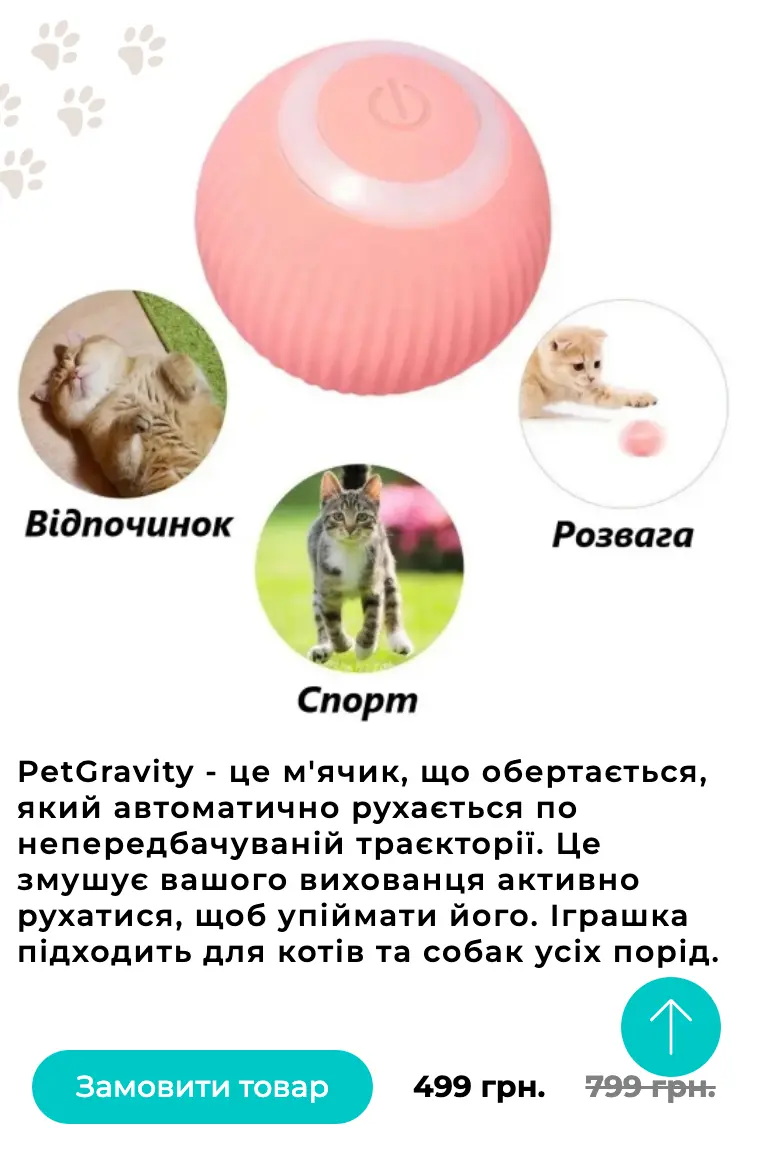 Відпочинок
Розвага
Спорт
PetGravity - це м'ячик, що обертається,
який автоматично рухається по
непередбачуваній траєкторії. Це
змушує вашого вихованця активно
рухатися, щоб упіймати його. Іграшка
підходить для котів та собак усіх порід.
Замовити товар 499 грн. 799 грн.